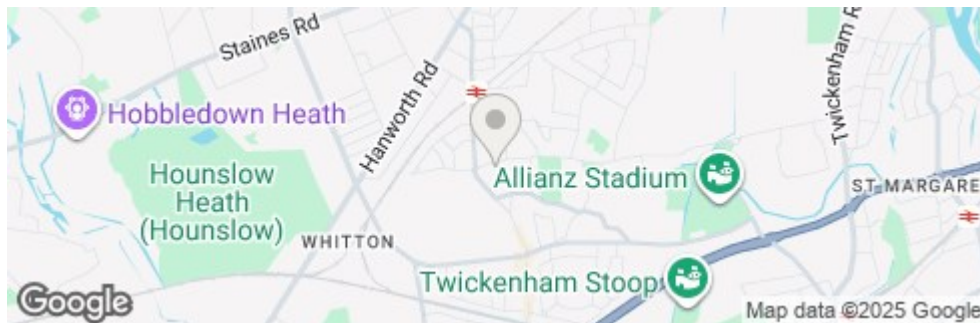 Staines Rd
Hanworth Rd
Twickenham R
Hobbledown Heath
Hounslow
Heath
(Hounslow)
Allianz Stadium
ST MARGARE
WHITTON
Twickenham Stoop
Google
Map data ©2025 Google